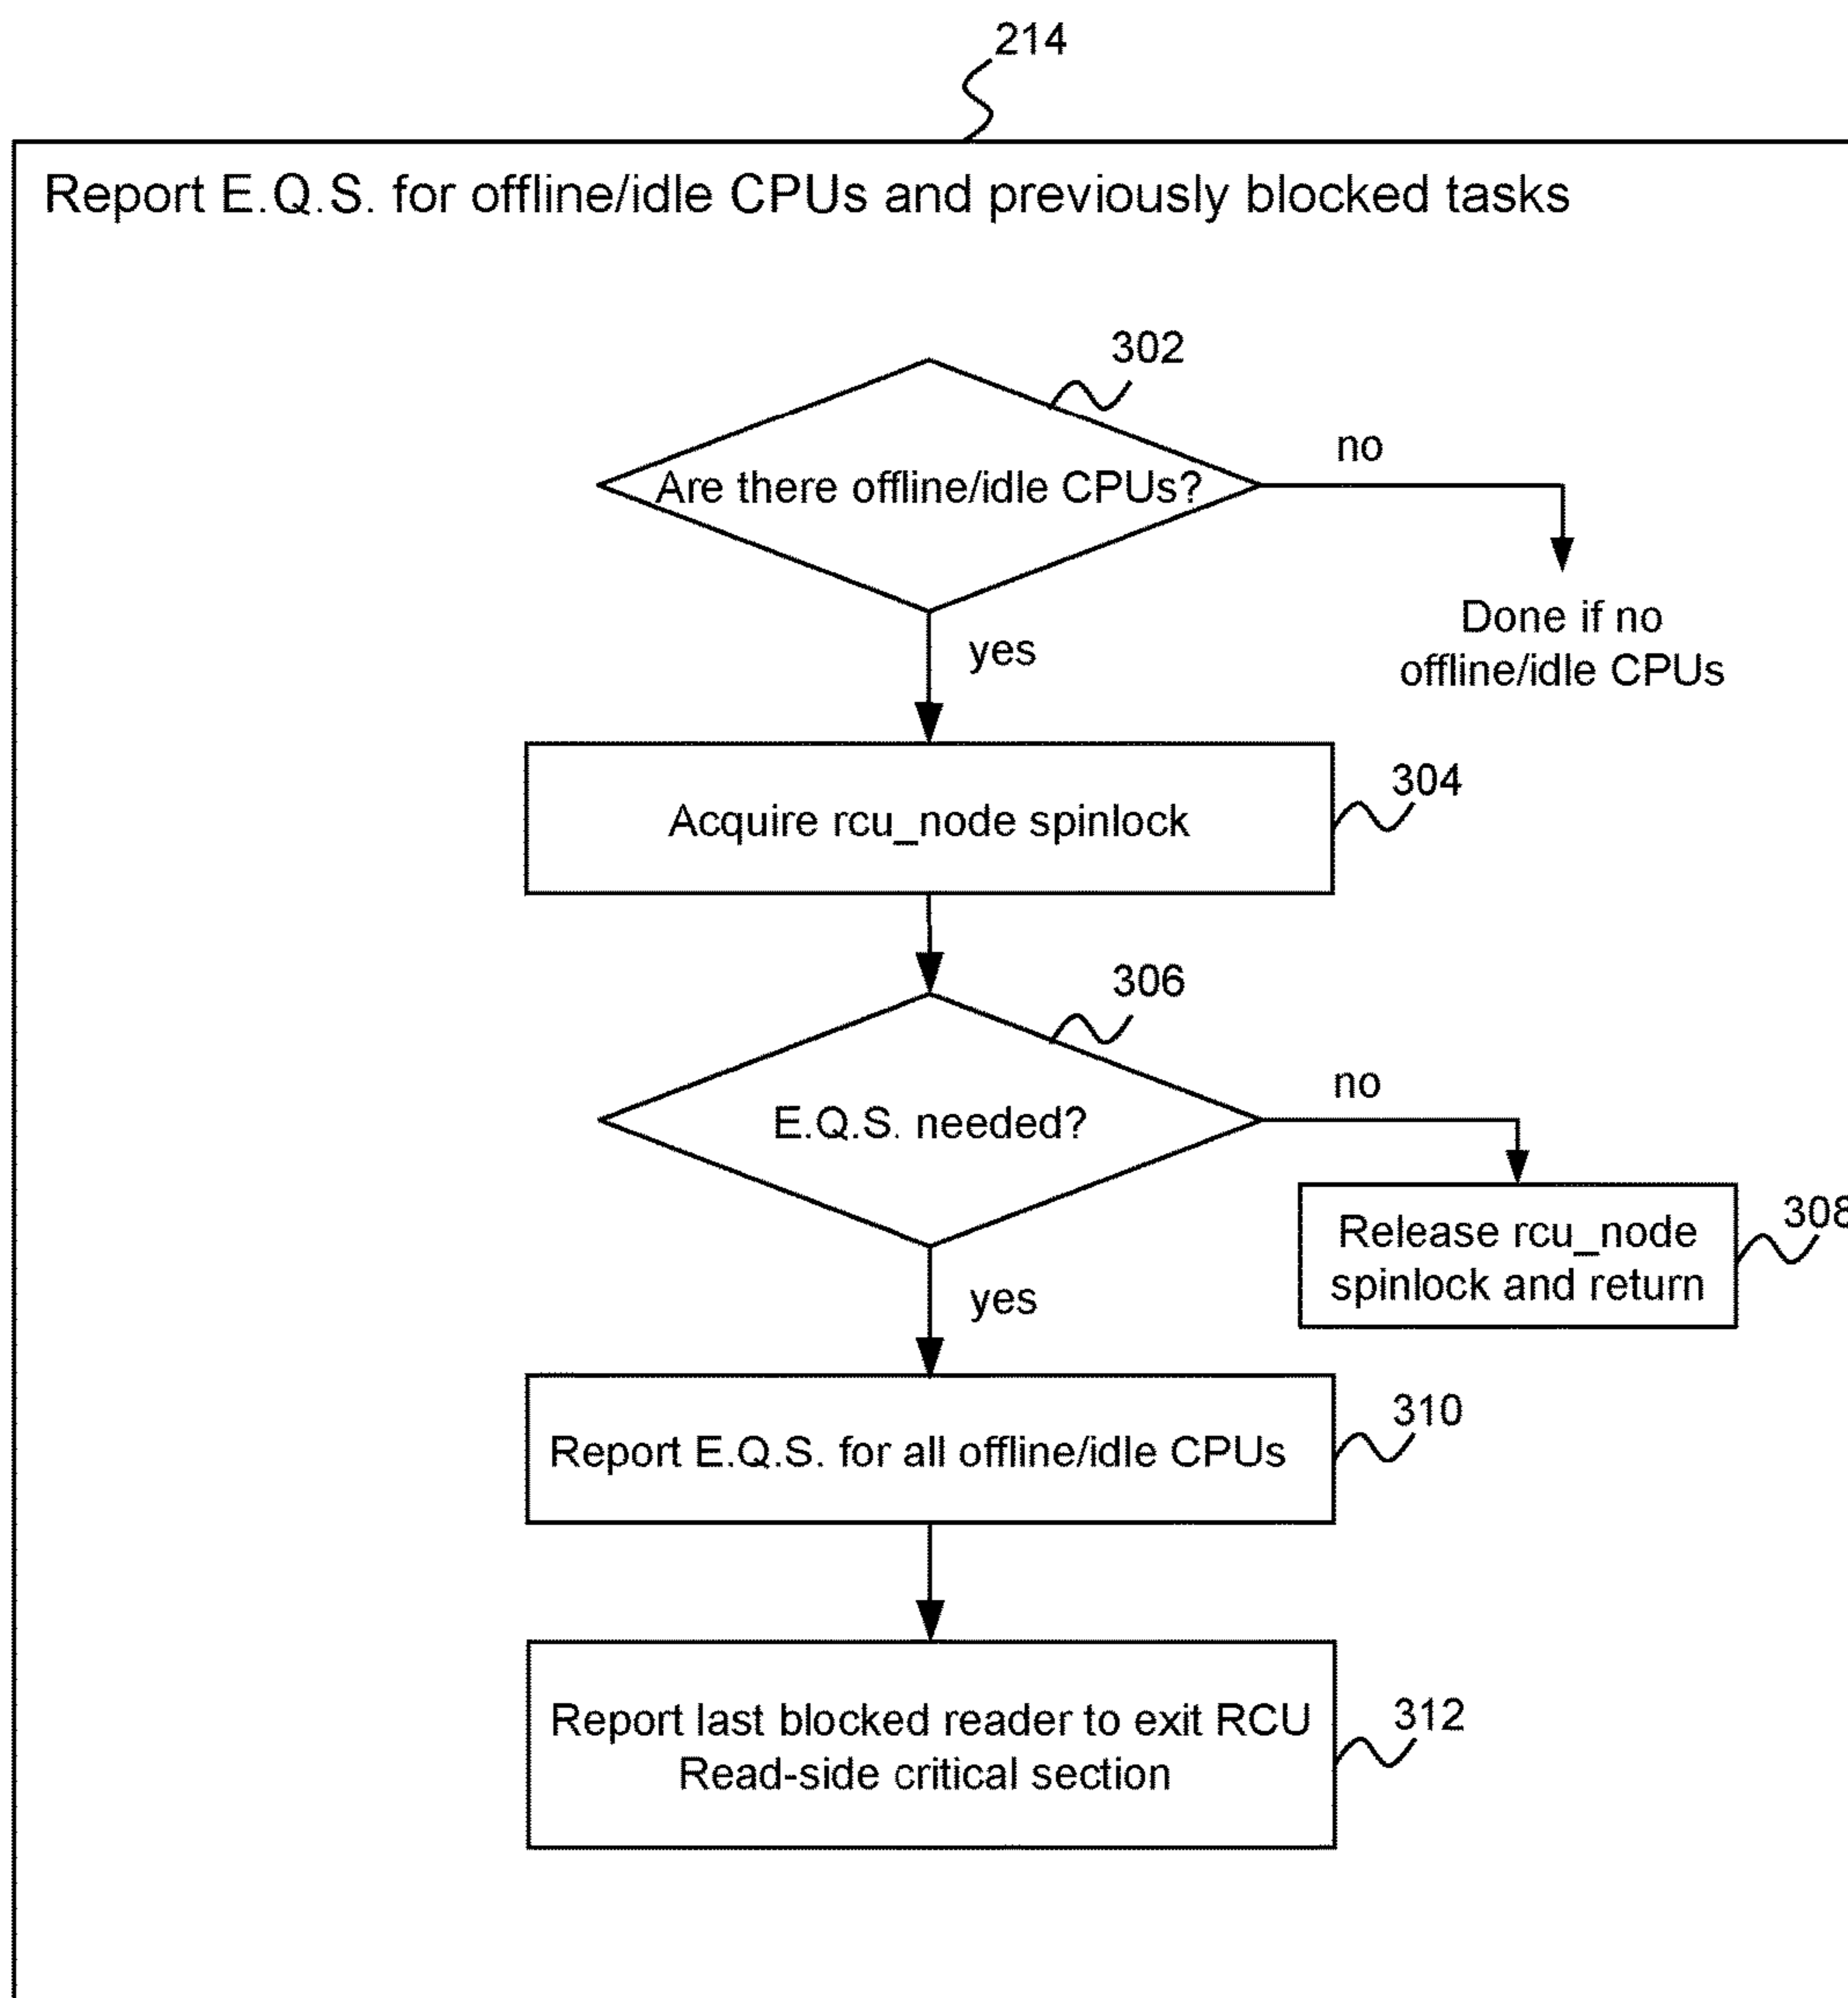 214
Report E.Q.S. for offline/idle CPUs and previously blocked tasks
302
Are there offline/idle CPUs?
no
Done if no
offline/idle CPUs
yes
Acquire rcu_node spinlock
304
306
E.Q.S. needed?
no
Release rcu_node
spinlock and return
308
yes
Report E.Q.S. for all offline/idle CPUs
310
Report last blocked reader to exit RCU
Read-side critical section
312